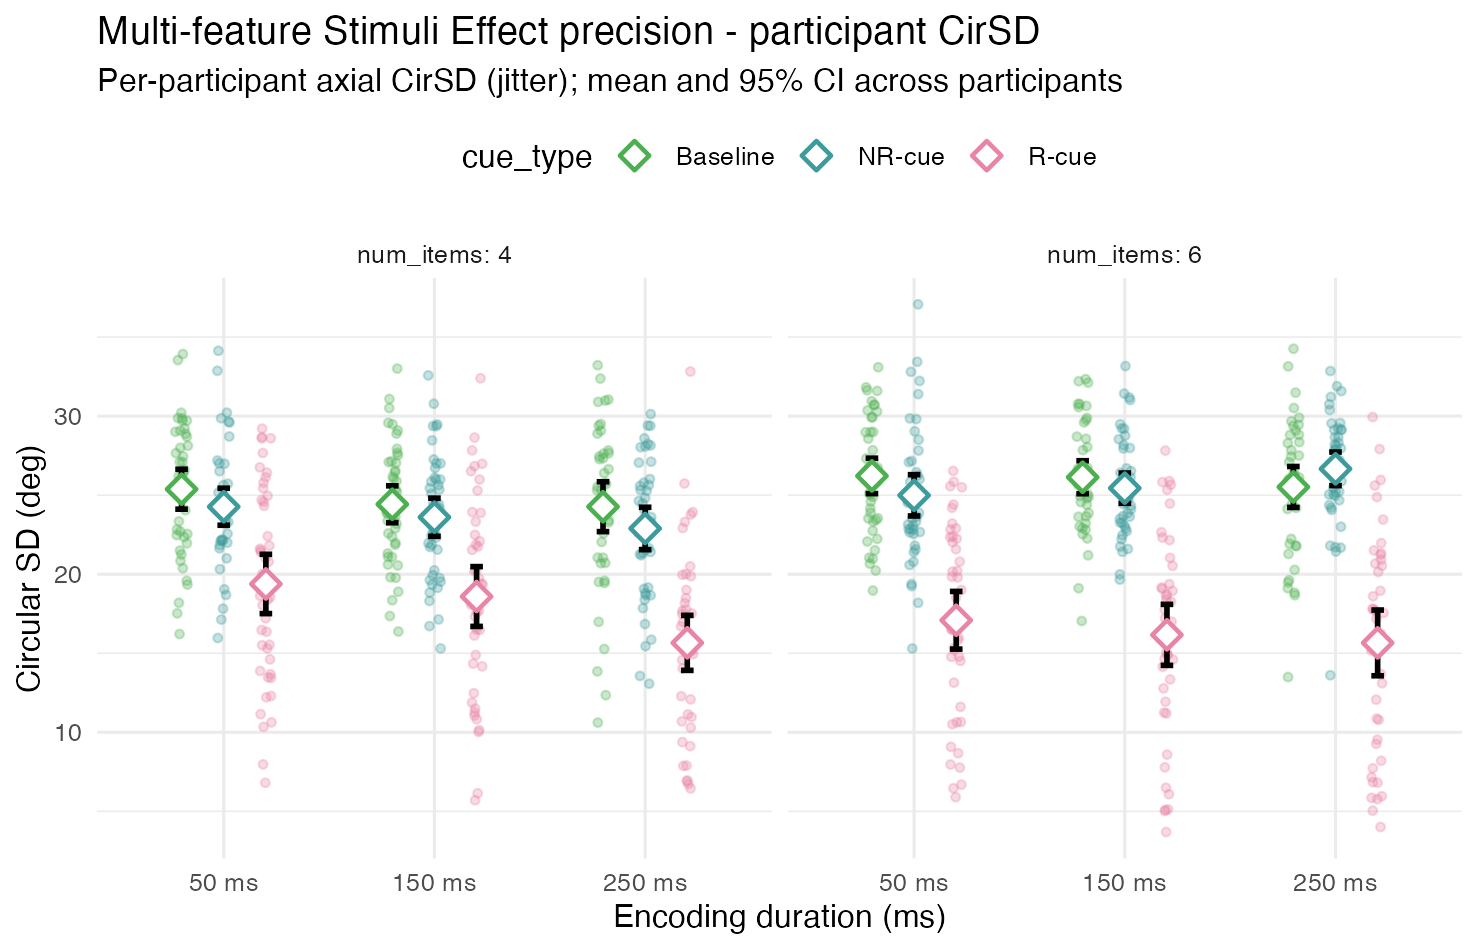 Multi-feature Stimuli Effect precision - participant CirSD
Per-participant axial CirSD (jitter); mean and 95% CI across participants
cue_type Baseline NR-cue R-cue
num_items: 4 num_items: 6
Circular SD (deg)
30
20
10
50 ms 150 ms 250 ms 50 ms 150 ms 250 ms
Encoding duration (ms)